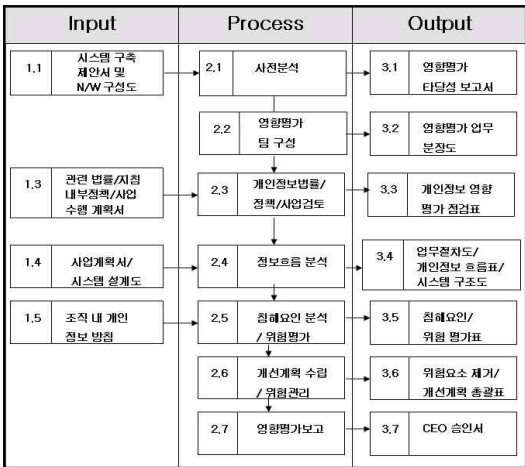 Input
Process
Output
1.1
시스템 구축
제안서 및
N/W 구성도
2.1
사전분석
3.1
영향평가
타당성 보고서
2.2
영향평가
팀 구성
3.2
영향평가 업무
분장도
1.3
관련 법률/지침
내부정책/사업
수행 계획서
2.3
개인정보법률/
정책/사업검토
3.3
개인정보 영향
평가 점검표
1.4
사업계획서/
시스템 설계도
2.4
정보흐름 분석
3.4
업무절차도/
개인정보 흐름표/
시스템 구조도
1.5
조직 내 개인
정보 방침
2.5
침해요인 분석
/ 위험평가
3.5
침해요인/
위험 평가표
2.6
개선계획 수립
/ 위험관리
3.6
위험요소 제거/
개선계획 총괄표
2.7
영향평가보고
3.7
CEO 승인서